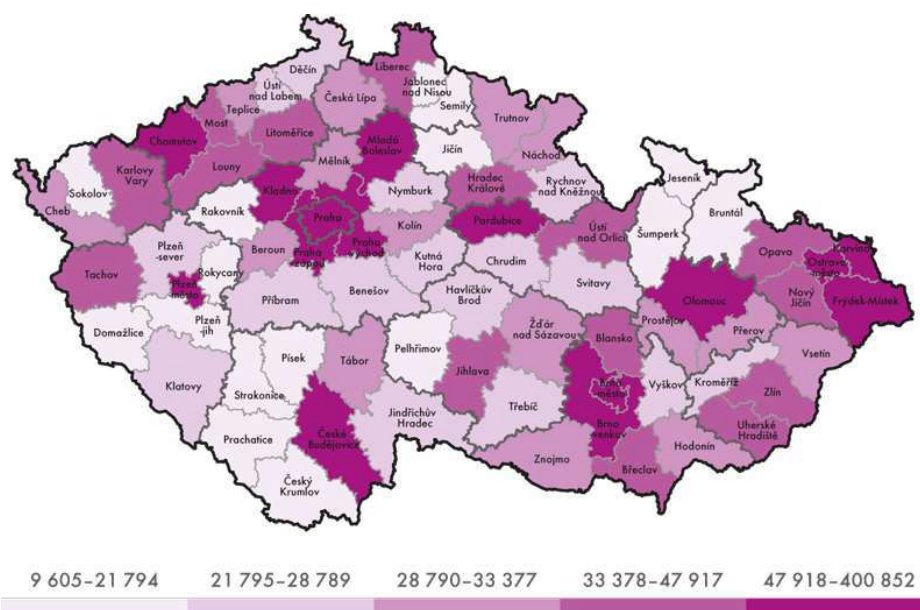 Děčín
Liberec
Ústí
nad Labem
Jablonec
nad Nisou
Teplice
Česká Lípa
Semily
Most
Trutnov
Litoměřice
Chomutov
Mladá
Boleslav
Jičín
Náchod
Mělník
Louny
Karlovy
Vary
Jeseník
Hradec
Králové
Rychnov
nad Kněžnou
Sokolov
Kladno
Nymburk
Bruntál
Cheb
Rakovník
Praha
Pardubice
Kolín
Ústí
nad Orlicí
Šumperk
Plzeň
-sever
Beroun
Praha
-západ
Praha
-východ
Opava
Karviná
Ostrava
město
Kutná
Hora
Chrudim
Rokycany
Tachov
Plzeň
město
Svitavy
Nový
Jičín
Frýdek-Místek
Benešov
Havlíčkův
Brod
Olomouc
Příbram
Prostějov
Plzeň
-jih
Domažlice
Žďár
nad Sázavou
Přerov
Blansko
Vsetín
Pelhřimov
Písek
Tábor
Jihlava
Klatovy
Vyškov
Kroměříž
Brno
město
Zlín
Strakonice
Třebíč
Jindřichův
Hradec
Brno
-venkov
Uherské
Hradiště
České
Budějovice
Prachatice
Hodonín
Znojmo
Břeclav
Český
Krumlov
9 605–21 794 21 795–28 789 28 790–33 377 33 378–47 917 47 918–400 852